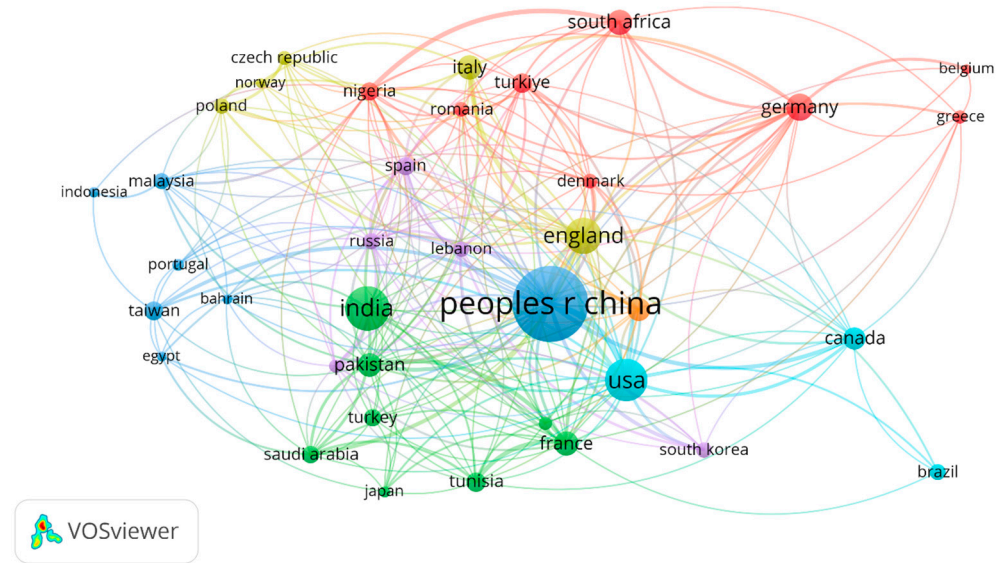 south africa
czech republic
italy
belgium
norway
nigeria
turkiye
poland
romania
germany
greece
spain
malaysia
denmark
indonesia
russia
lebanon
england
portugal
bahrain
taiwan
india
peoples r china
egypt
pakistan
canada
usa
turkey
saudi arabia
france
south korea
japan
tunisia
brazil
VOSviewer